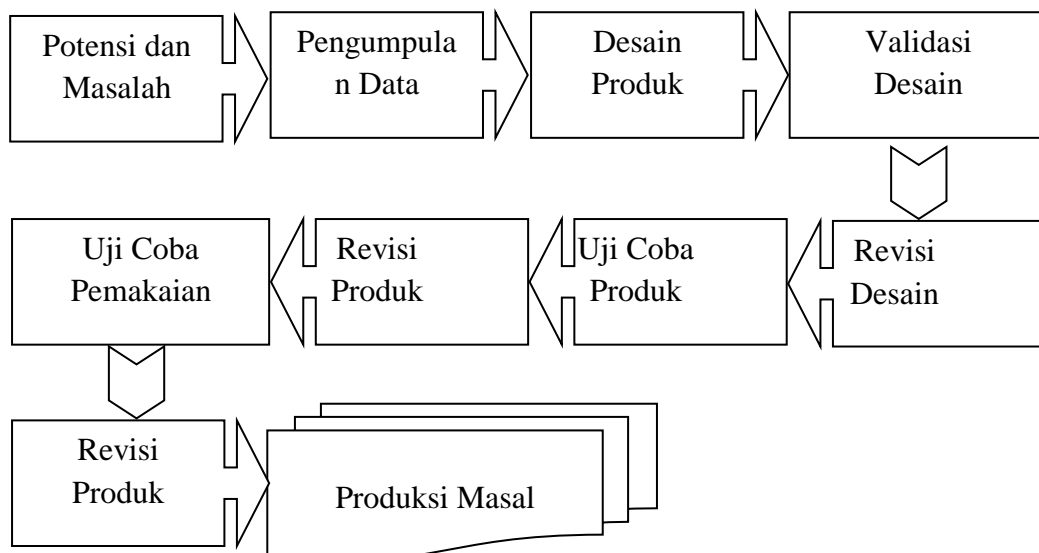 Potensi dan
Masalah
Pengumpula
n Data
Desain
Produk
Validasi
Desain
Revisi
Desain
Uji Coba
Produk
Revisi
Produk
Uji Coba
Pemakaian
Revisi
Produk
Produksi Masal